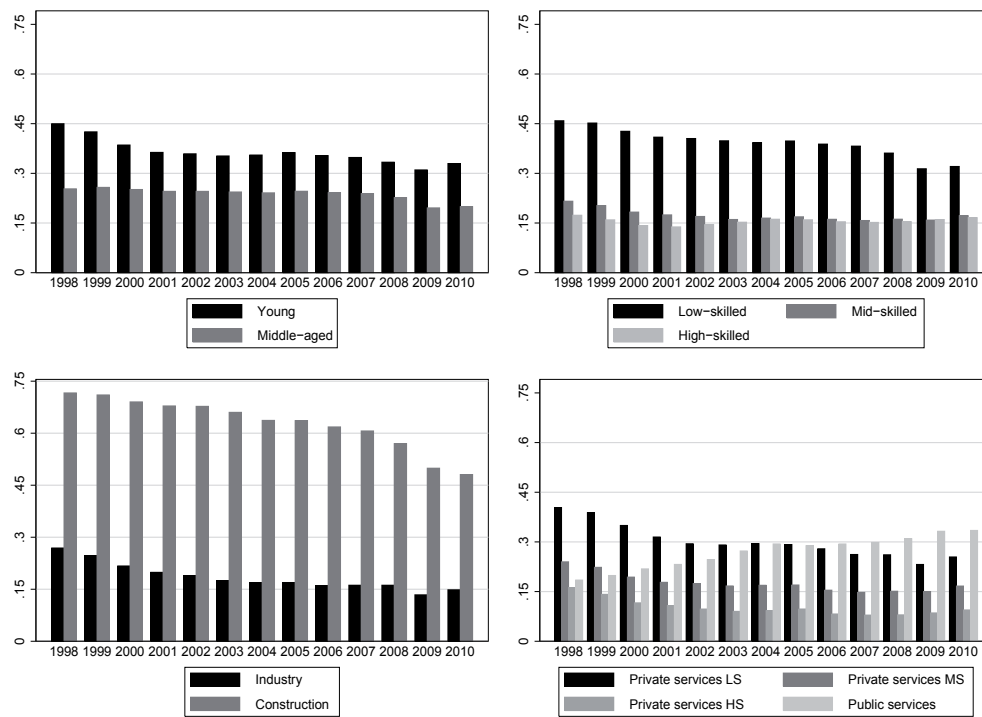 .75
.6
.45
.3
.15
0
1998 1999 2000 2001 2002 2003 2004 2005 2006 2007 2008 2009 2010
Young
Middle−aged
.75
.6
.45
.3
.15
0
1998 1999 2000 2001 2002 2003 2004 2005 2006 2007 2008 2009 2010
Low−skilled Mid−skilled
High−skilled
.75
.6
.45
.3
.15
0
1998 1999 2000 2001 2002 2003 2004 2005 2006 2007 2008 2009 2010
Industry
Construction
.75
.6
.45
.3
.15
0
1998 1999 2000 2001 2002 2003 2004 2005 2006 2007 2008 2009 2010
Private services LS Private services MS
Private services HS Public services